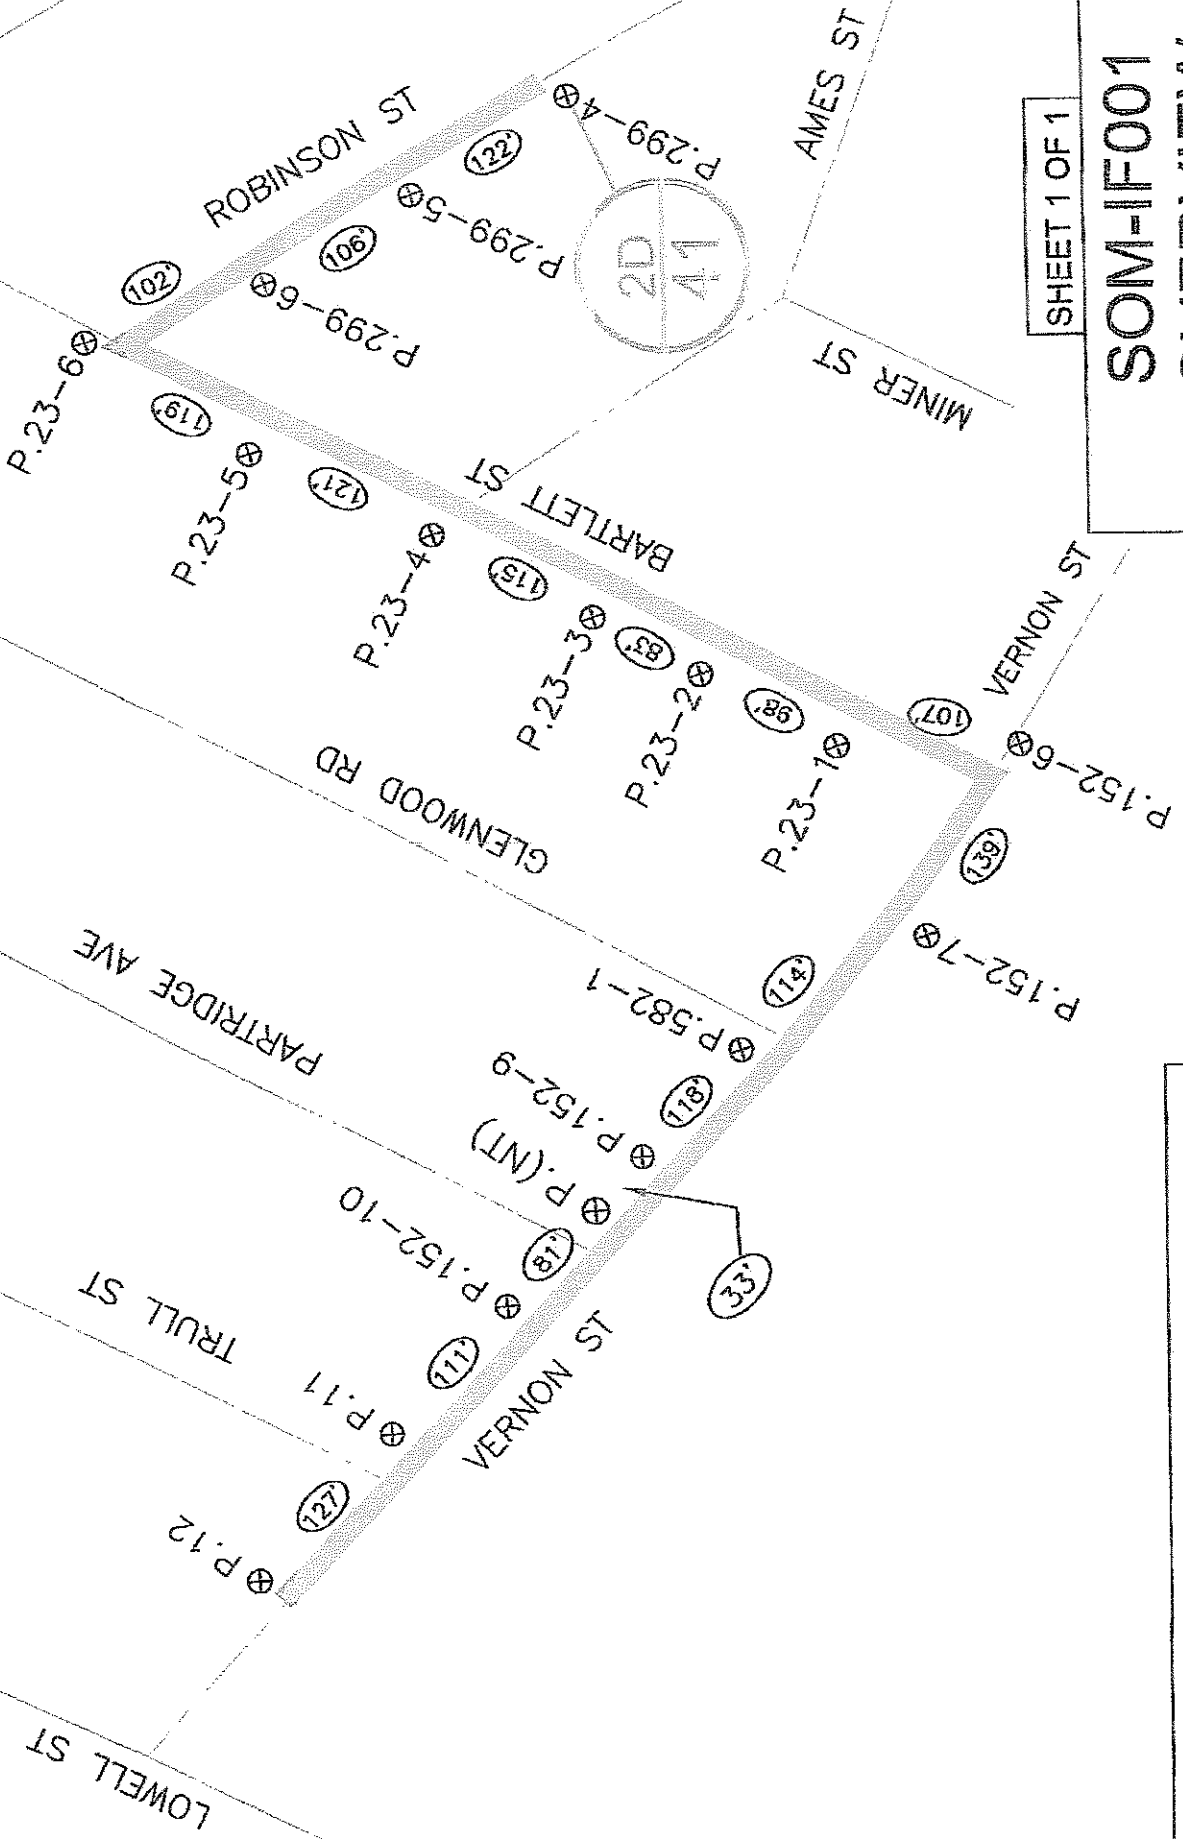 ROBINSON ST
AMES ST
102'
P.23-6
106'
122'
P.299-4
P.299-5
P.299-6
2D
41
SHEET 1 OF 1
SOM-IF001
119'
P.23-5
121'
P.23-4
BARTLETT ST
MINER ST
115'
P.23-3
83'
P.23-2
98'
P.23-1
107'
VERNON ST
P.152-6
139'
P.152-7
GLENWOOD RD
114'
P.582-1
118'
P.152-9
P.(NT)
33'
PARTRIDGE AVE
81'
P.152-10
TRULL ST
111'
P.11
VERNON ST
127'
P.12
LOWELL ST